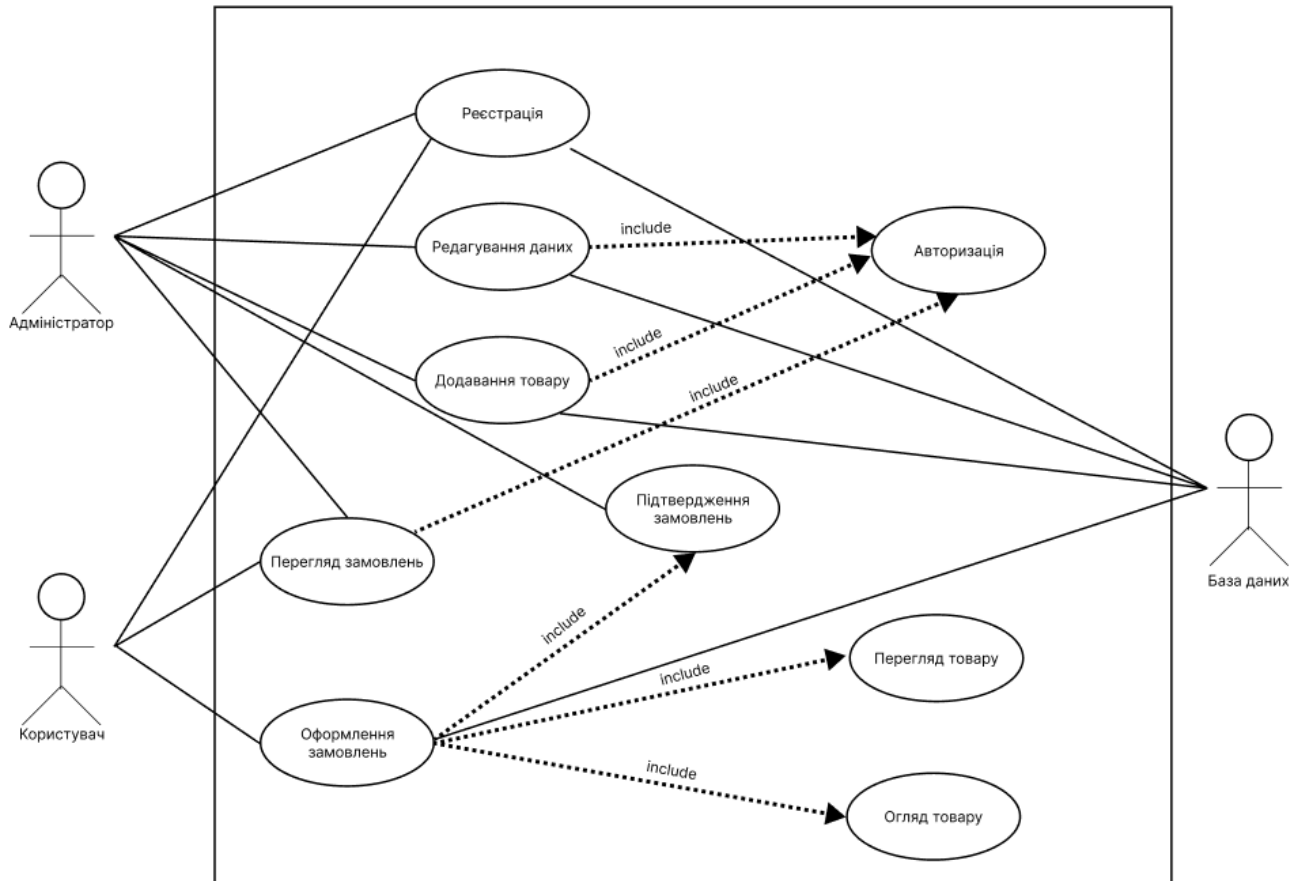 Реєстрація
Редагування даних
include
Авторизація
Адміністратор
include
Додавання товару
include
Підтвердження
замовлень
Перегляд замовлень
База даних
include
Перегляд товару
include
Користувач
Оформлення
замовлень
include
Огляд товару